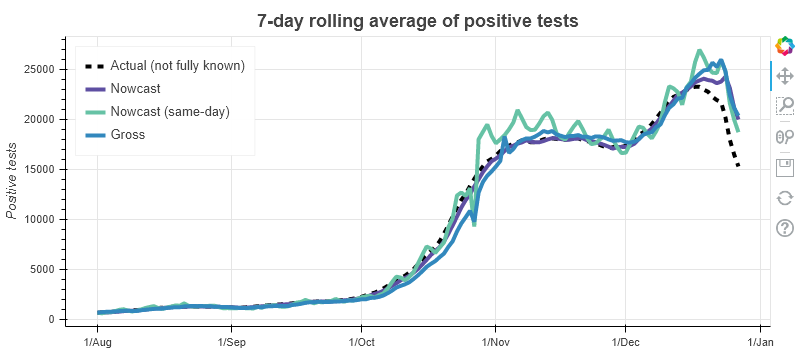 7-day rolling average of positive tests
Actual (not fully known)
Nowcast
Nowcast (same-day)
Gross
Positive tests
25000
20000
15000
10000
5000
0
1/Aug
1/Sep
1/Oct
1/Nov
1/Dec
1/Jan